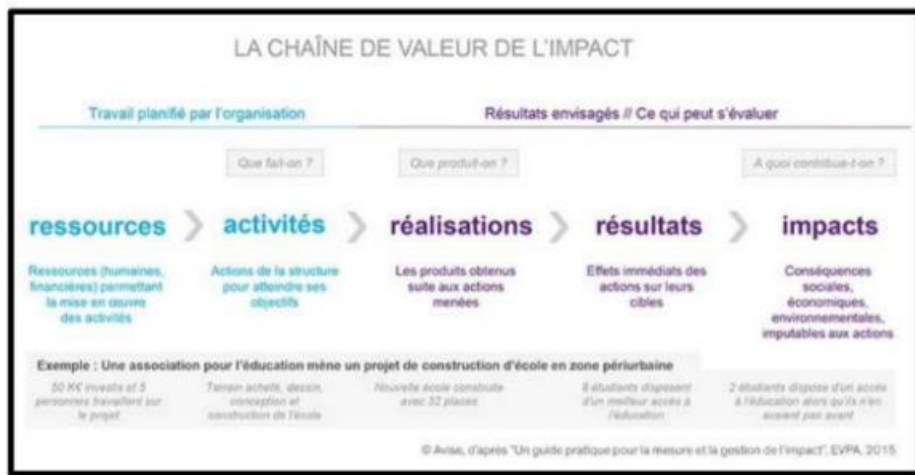 LA CHAÎNE DE VALEUR DE L'IMPACT
Travail planifié par l'organisation
Résultats envisagés // Ce qui peut s'évaluer
Que fait-on ?
Que produit-on ?
A quoi contribue-t-on ?
ressources
activités
réalisations
résultats
impacts
Ressources (humaines,
financières) permettant
la mise en œuvre
des activités
Actions de la structure
pour atteindre ses
objectifs
Les produits obtenus
suite aux actions
menées
Effets immédiats des
actions sur leurs
cibles
Conséquences
sociales,
économiques,
environnementales,
imputables aux actions
Exemple : Une association pour l'éducation mène un projet de construction d'école en zone périurbaine
50 K€ investis et 5
personnes travaillent sur
le projet
Terrain acheté, dessin,
conception et
construction de l'école
Nouvelle école construite
avec 32 places
8 étudiants disposent
d'un meilleur accès à
l'éducation
2 étudiants dispose d'un accès
à l'éducation alors qu'ils n'en
avaient pas avant
© Avise, d'après "Un guide pratique pour la mesure et la gestion de l'impact", EVPA, 2015